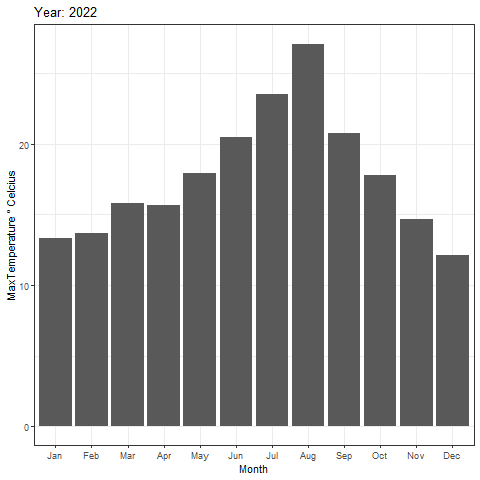 Year: 2022
MaxTemperature ° Celcius
20
10
0
Jan Feb Mar Apr May Jun Jul Aug Sep Oct Nov Dec
Month